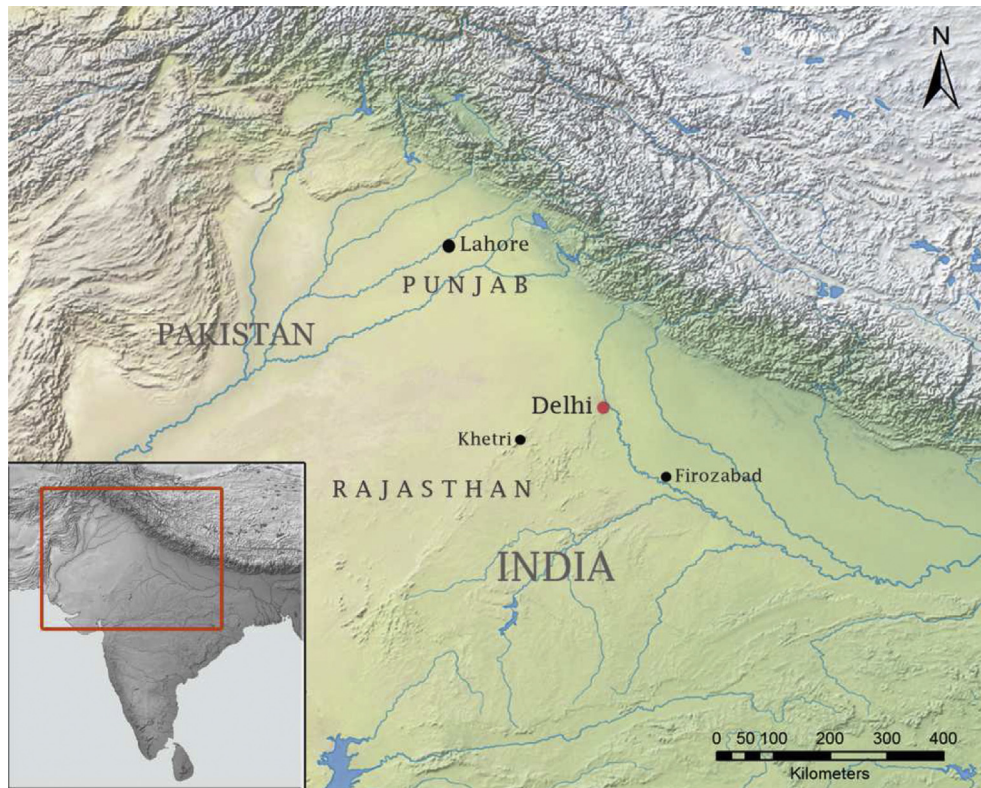 N
Lahore
PUNJAB
PAKISTAN
Delhi
Khetri
Firozabad
RAJASTHAN
INDIA
0 50 100 200 300 400
Kilometers